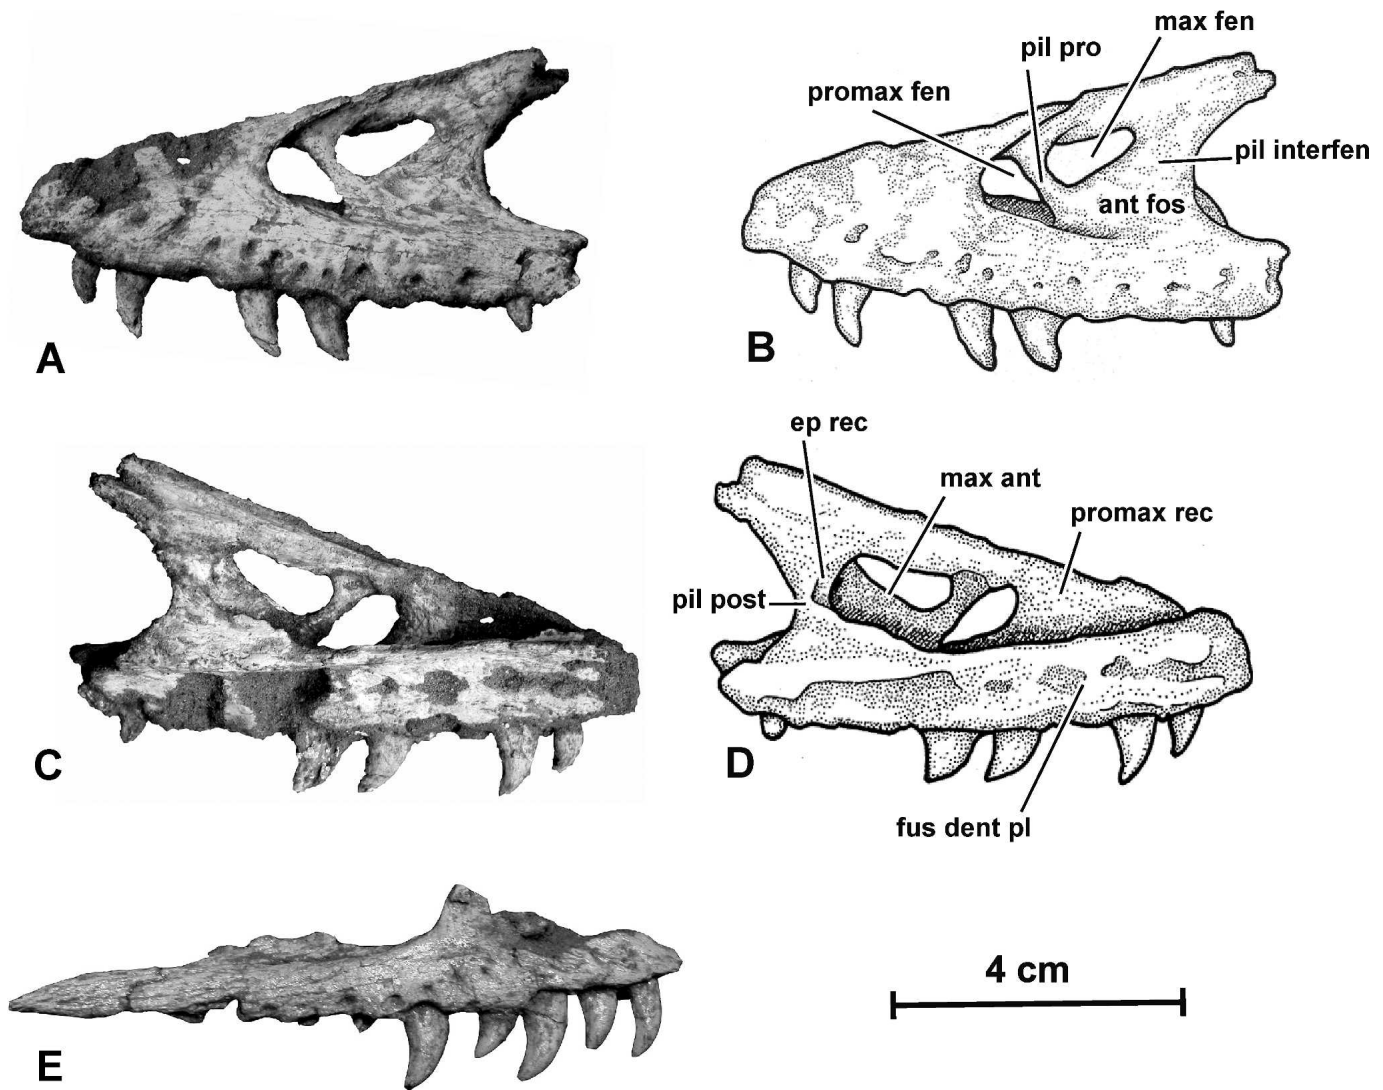 max fen
pil pro
promax fen
pil interfen
ant fos
A
B
ep rec
max ant
promax rec
pil post
C
D
fus dent pl
4 cm
E